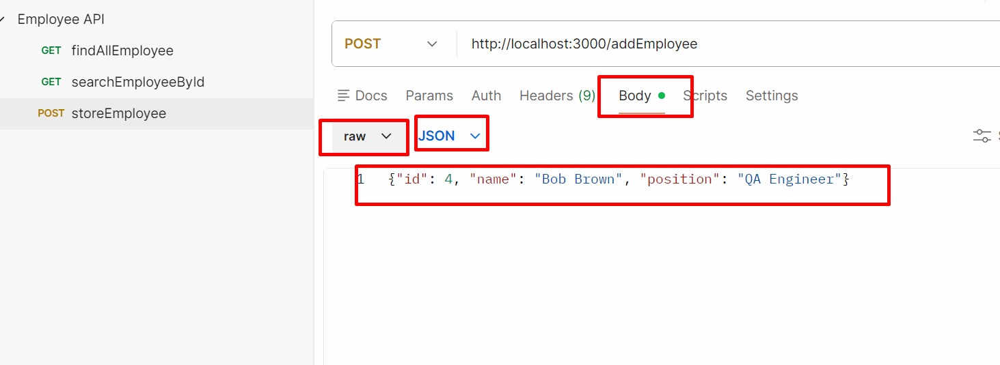 Employee API
GET findAllEmployee
GET searchEmployeeById
POST storeEmployee
POST http://localhost:3000/addEmployee
Docs Params Auth Headers (9) Body Scripts Settings
raw JSON
1 {"id": 4, "name": "Bob Brown", "position": "QA Engineer"}